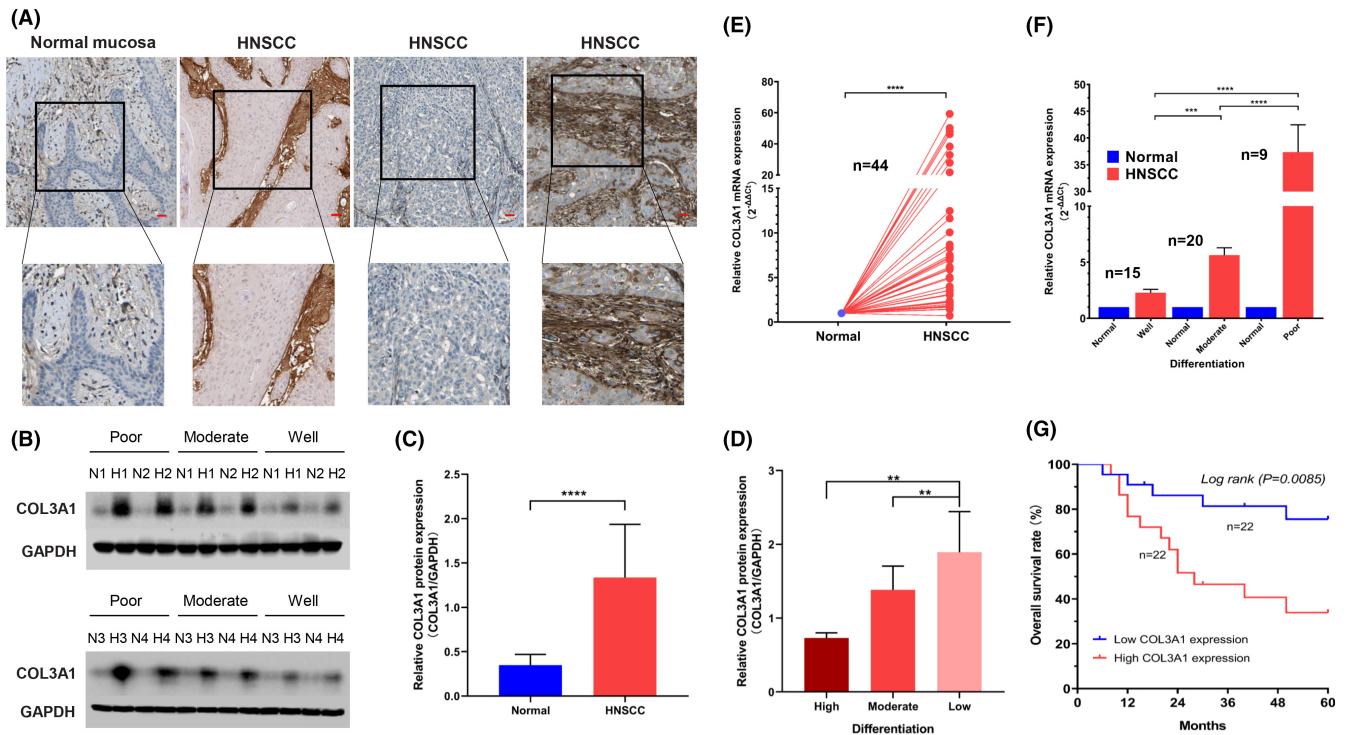 (A)
Normal mucosa HNSCC HNSCC HNSCC
(B)
Poor Moderate Well
N1 H1 N2 H2 N1 H1 N2 H2 N1 H1 N2 H2
COL3A1
GAPDH
Poor Moderate Well
N3 H3 N4 H4 N3 H3 N4 H4 N3 H3 N4 H4
COL3A1
GAPDH
(C)
Relative COL3A1 protein expression
(COL3A1/GAPDH)
2.5
2.0
1.5
1.0
0.5
0.0
****
Normal HNSCC
(D)
Relative COL3A1 protein expression
(COL3A1/GAPDH)
3
2
1
0
**
**
High Moderate Low
Differentiation
(E)
Relative COL3A1 mRNA expression
(2^-ΔΔCt)
80
60
40
20
15
10
5
0
****
n=44
Normal HNSCC
(F)
Relative COL3A1 mRNA expression
(2^-ΔΔCt)
50
45
40
35
30
10
5
0
****
*** ****
Normal
HNSCC
n=9
n=20
n=15
Normal Well Normal Moderate Normal Poor
Differentiation
(G)
Overall survival rate (%)
100
80
60
40
20
0
Log rank (P=0.0085)
n=22
n=22
Low COL3A1 expression
High COL3A1 expression
0 12 24 36 48 60
Months